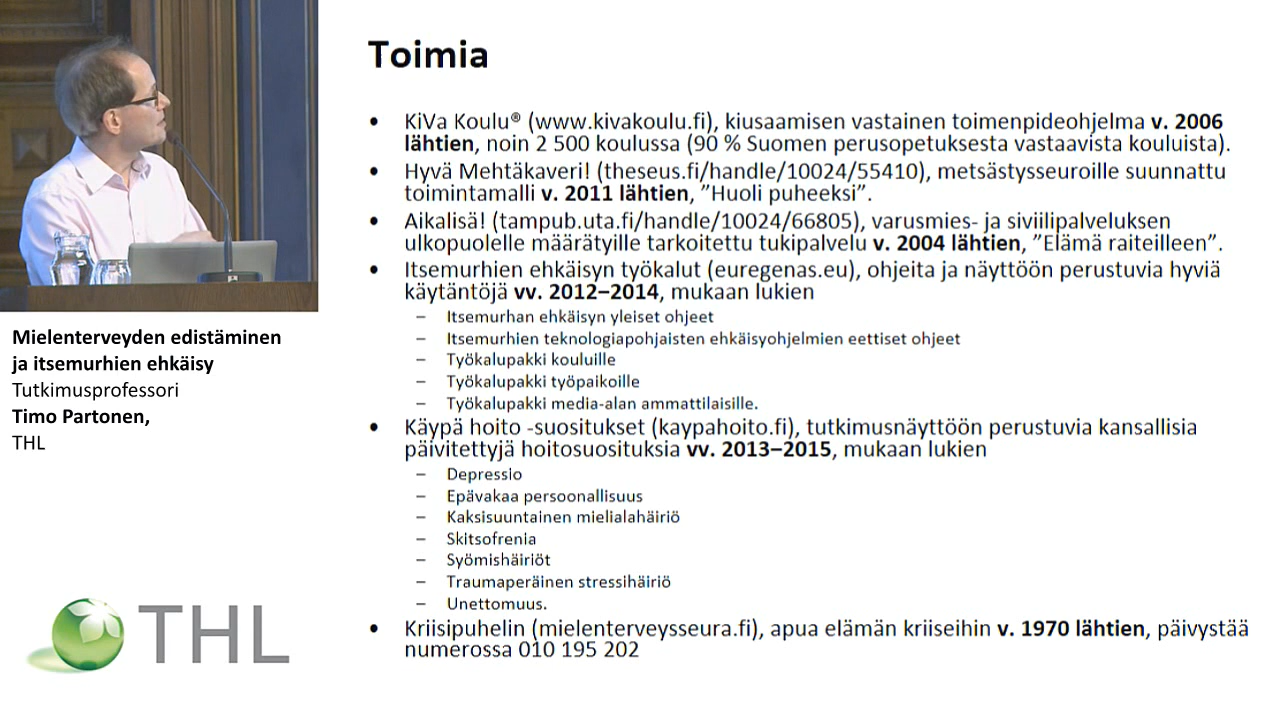 Toimia
• KiVa Koulu® (www.kivakoulu.fi), kiusaamisen vastainen toimenpideohjelma v. 2006
lähtien, noin 2 500 koulussa (90 % Suomen perusopetuksesta vastaavista kouluista).
• Hyvä Mehtäkaveri! (theseus.fi/handle/10024/55410), metsästysseuroille suunnattu
toimintamalli v. 2011 lähtien, ”Huoli puheeksi”.
• Aikalisä! (tampub.uta.fi/handle/10024/66805), varusmies- ja siviilipalveluksen
ulkopuolelle määrätyille tarkoitettu tukipalvelu v. 2004 lähtien, ”Elämä raiteilleen”.
• Itsemurhien ehkäisyn työkalut (euregenas.eu), ohjeita ja näyttöön perustuvia hyviä
käytäntöjä vv. 2012–2014, mukaan lukien
– Itsemurhan ehkäisyn yleiset ohjeet
– Itsemurhien teknologiapohjaisten ehkäisyohjelmien eettiset ohjeet
– Työkalupakki kouluille
– Työkalupakki työpaikoille
– Työkalupakki media-alan ammattilaisille.
• Käypä hoito -suositukset (kaypahoito.fi), tutkimusnäyttöön perustuvia kansallisia
päivitettyjä hoitosuosituksia vv. 2013–2015, mukaan lukien
– Depressio
– Epävakaa persoonallisuus
– Kaksisuuntainen mielialahäiriö
– Skitsofrenia
– Syömishäiriöt
– Traumaperäinen stressihäiriö
– Unettomuus.
• Kriisipuhelin (mielenterveysseura.fi), apua elämän kriiseihin v. 1970 lähtien, päivystää
numerossa 010 195 202
Mielenterveyden edistäminen
ja itsemurhien ehkäisy
Tutkimusprofessori
Timo Partonen,
THL
THL